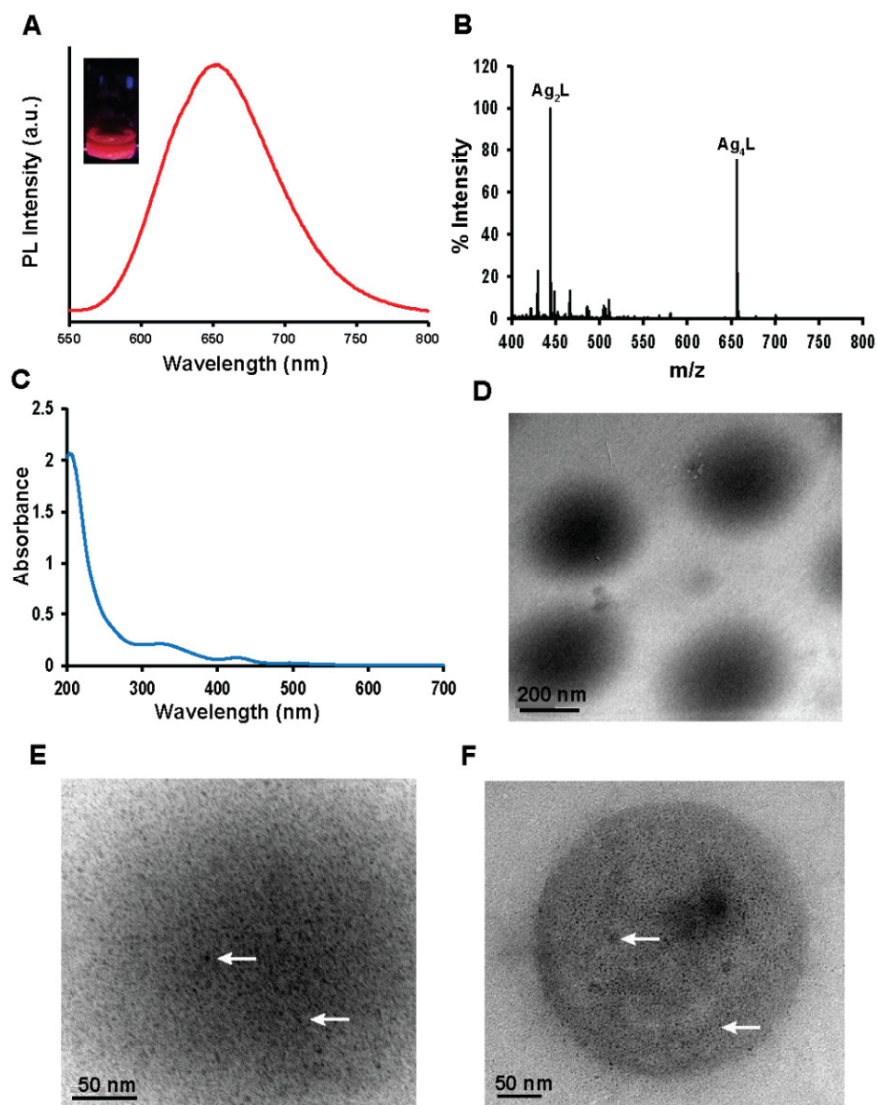 A
PL Intensity (a.u.)
550 600 650 700 750 800
Wavelength (nm)
B
120
100
80
60
40
20
0
% Intensity
Ag₂L
Ag₄L
400 450 500 550 600 650 700 750 800
m/z
C
2.5
2
1.5
1
0.5
0
Absorbance
200 300 400 500 600 700
Wavelength (nm)
D
200 nm
E
50 nm
F
50 nm